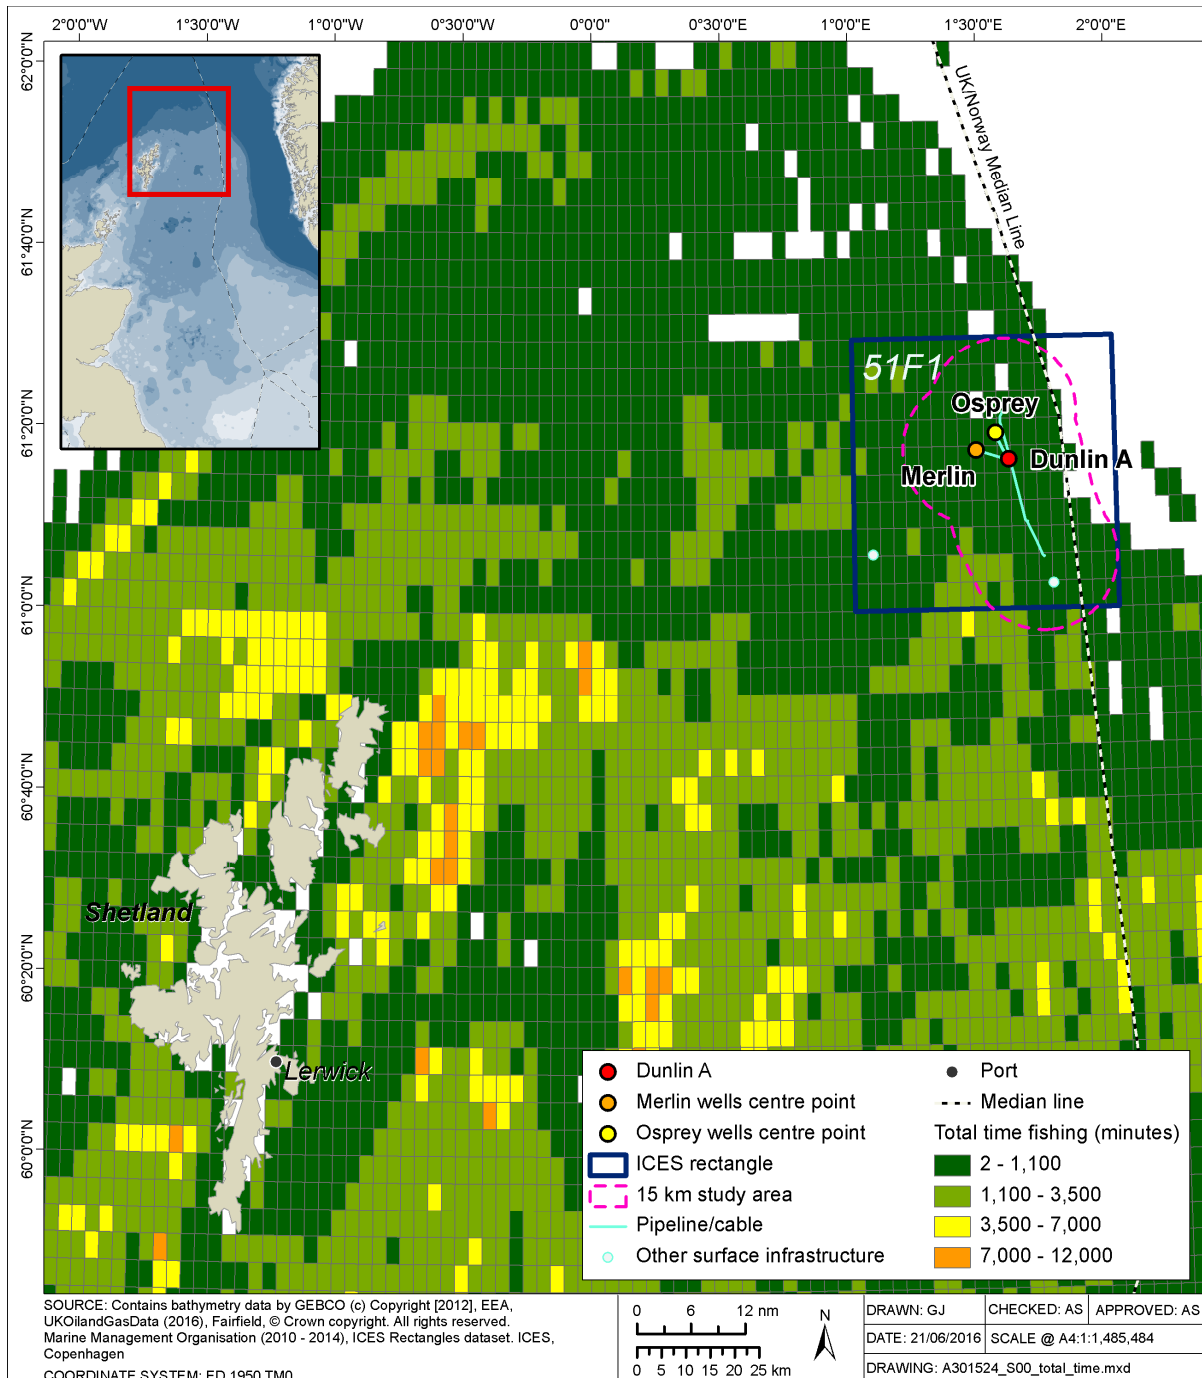 2°0'0"W 1°30'0"W 1°0'0"W 0°30'0"W 0°0'0" 0°30'0"E 1°0'0"E 1°30'0"E 2°0'0"E
62°0'0"N
61°40'0"N
61°20'0"N
61°0'0"N
60°40'0"N
60°20'0"N
60°0'0"N
UK/Norway Median Line
51F1
Osprey
Dunlin A
Merlin
Shetland
Lerwick
Dunlin A
Merlin wells centre point
Osprey wells centre point
ICES rectangle
15 km study area
Pipeline/cable
Other surface infrastructure
Port
Median line
Total time fishing (minutes)
2 - 1,100
1,100 - 3,500
3,500 - 7,000
7,000 - 12,000
SOURCE: Contains bathymetry data by GEBCO (c) Copyright [2012], EEA,
UKOilandGasData (2016), Fairfield, © Crown copyright. All rights reserved.
Marine Management Organisation (2010 - 2014), ICES Rectangles dataset. ICES,
Copenhagen
COORDINATE SYSTEM: ED 1950 TM0
0 6 12 nm
0 5 10 15 20 25 km
N
DRAWN: GJ CHECKED: AS APPROVED: AS
DATE: 21/06/2016 SCALE @ A4:1:1,485,484
DRAWING: A301524_S00_total_time.mxd